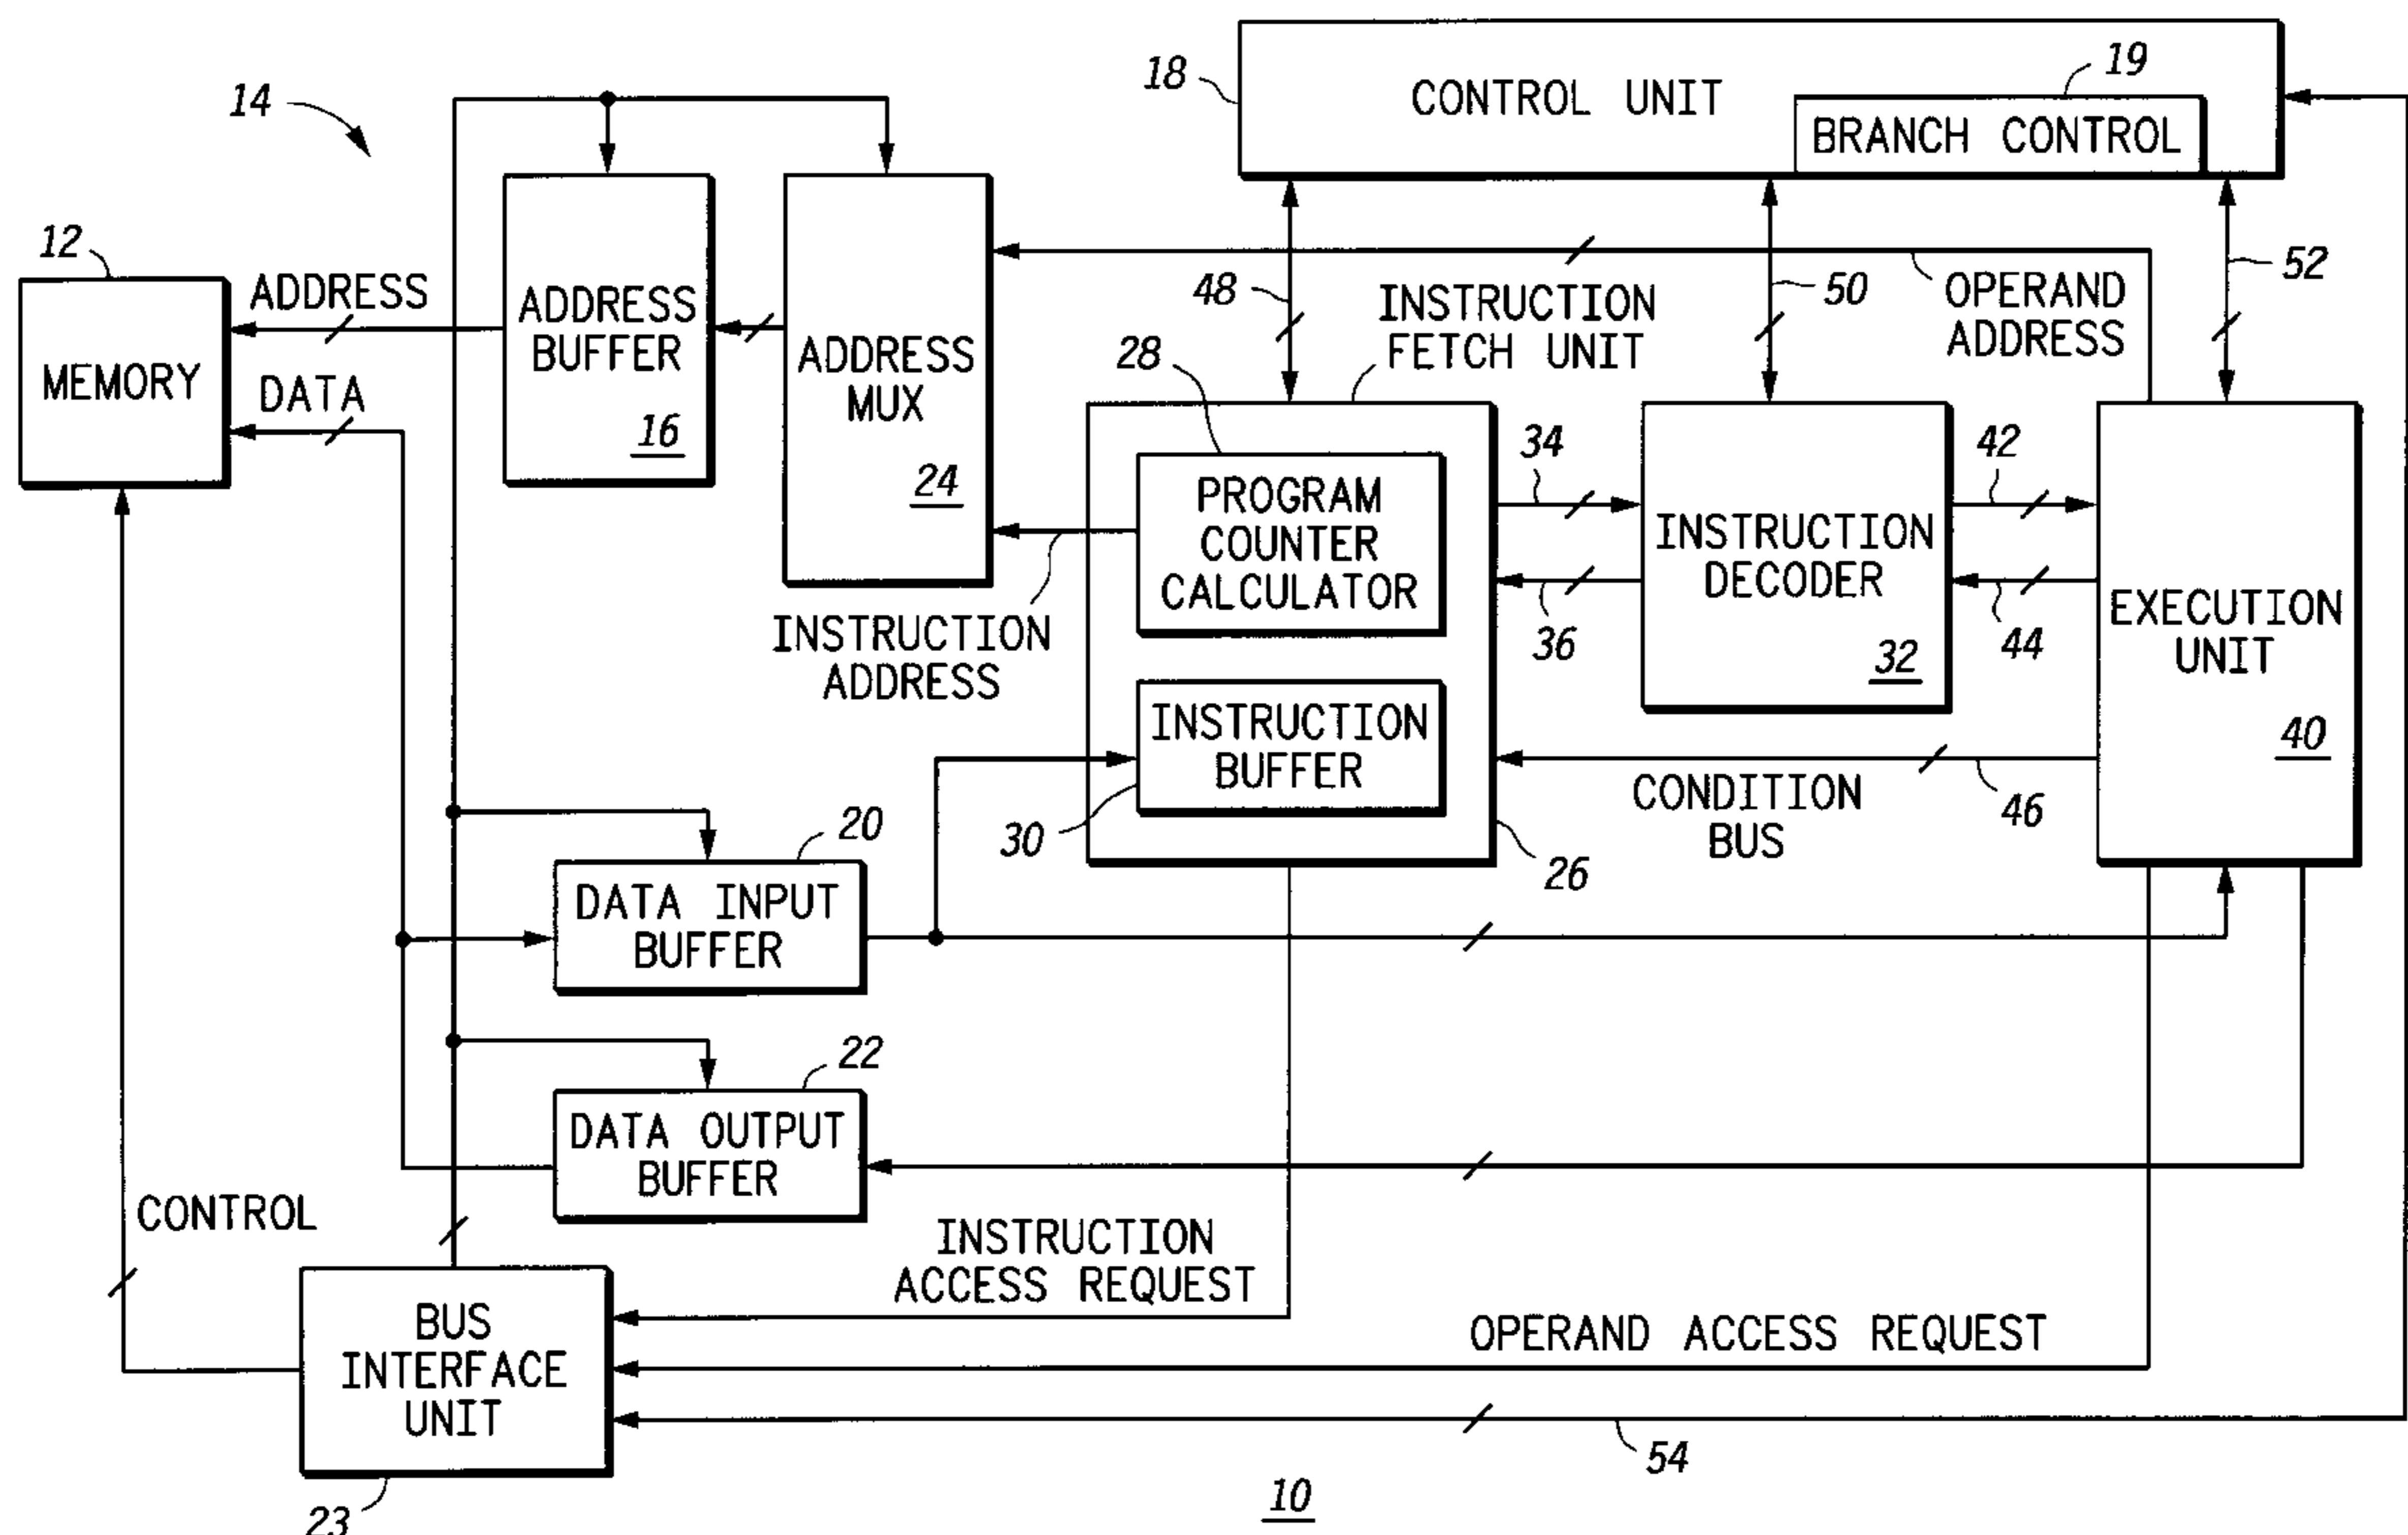 14
18
CONTROL UNIT
19
BRANCH CONTROL
12
MEMORY
ADDRESS
DATA
ADDRESS
BUFFER
16
ADDRESS
MUX
24
48
INSTRUCTION
FETCH UNIT
50
OPERAND
ADDRESS
52
28
PROGRAM
COUNTER
CALCULATOR
34
36
INSTRUCTION
DECODER
32
42
44
EXECUTION
UNIT
40
INSTRUCTION
ADDRESS
INSTRUCTION
BUFFER
30
26
CONDITION
BUS
46
20
DATA INPUT
BUFFER
22
DATA OUTPUT
BUFFER
CONTROL
INSTRUCTION
ACCESS REQUEST
OPERAND ACCESS REQUEST
BUS
INTERFACE
UNIT
23
54
10